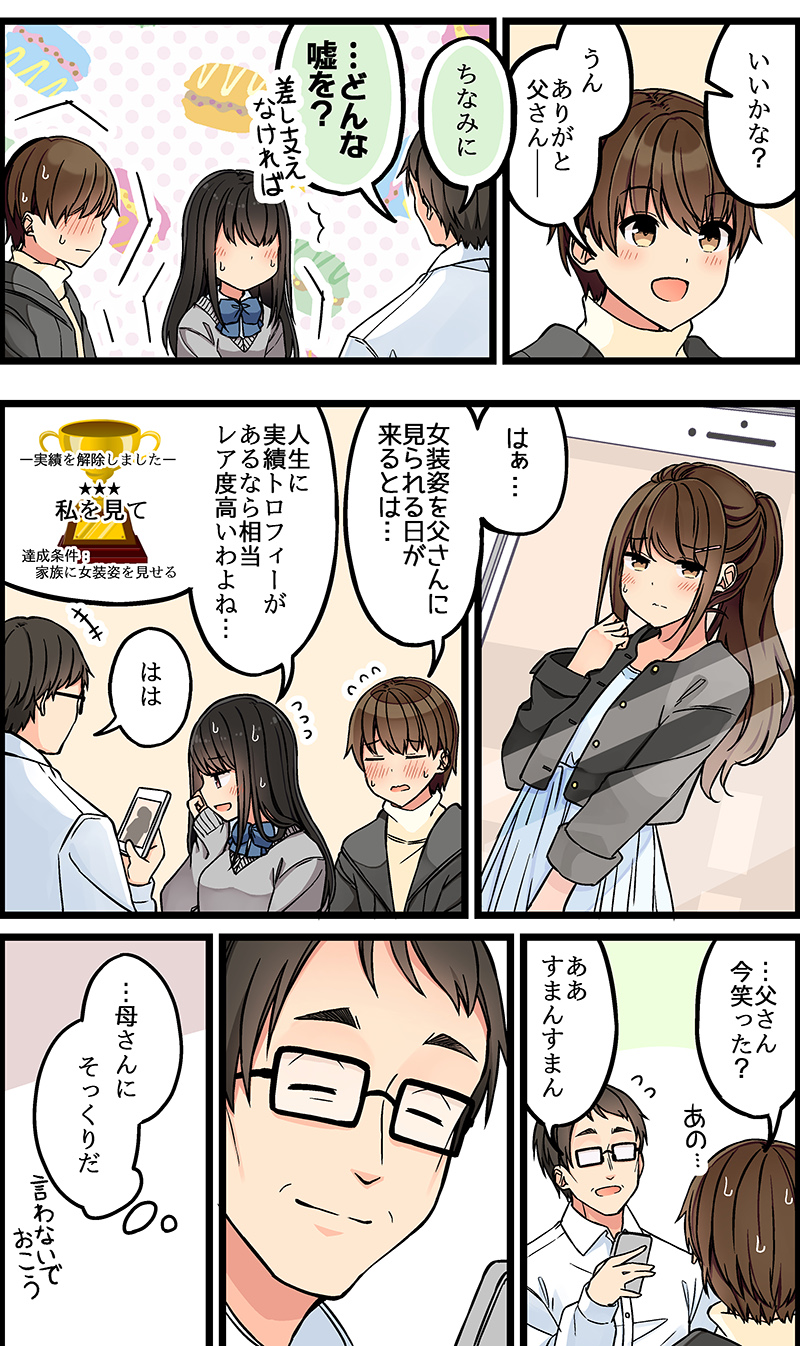 いいかな？
うん
ありがと
父さん――
ちなみに
…どんな
嘘を？
差し支え
なければ
はぁ…
女装姿を父さんに
見られる日が
来るとは…
人生に
実績トロフィーが
あるなら相当
レア度高いわよね…
ー実績を解除しましたー
★★★
私を見て
達成条件：
家族に女装姿を見せる
はは
…父さん
今笑った？
あの…
ああ
すまんすまん
…母さんに
そっくりだ
言わないで
おこう